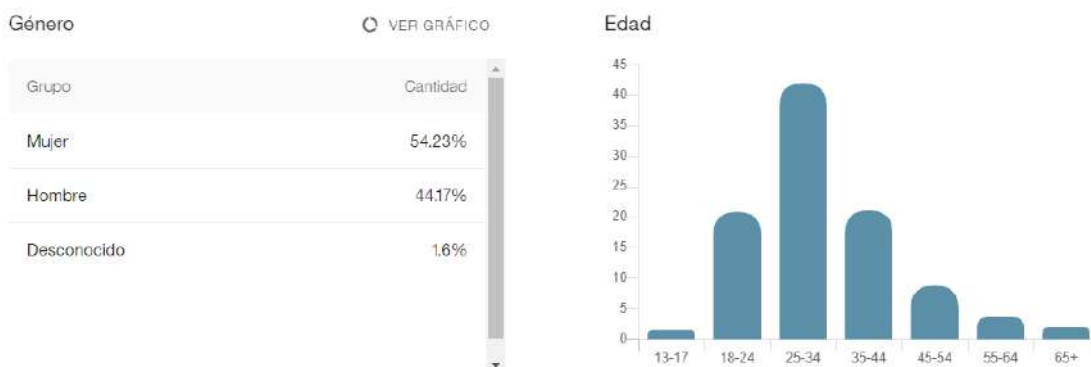 Género VER GRÁFICO
Grupo Cantidad
Mujer 54.23%
Hombre 44.17%
Desconocido 1.6%
Edad
45
40
35
30
25
20
15
10
5
0
13-17 18-24 25-34 35-44 45-54 55-64 65+